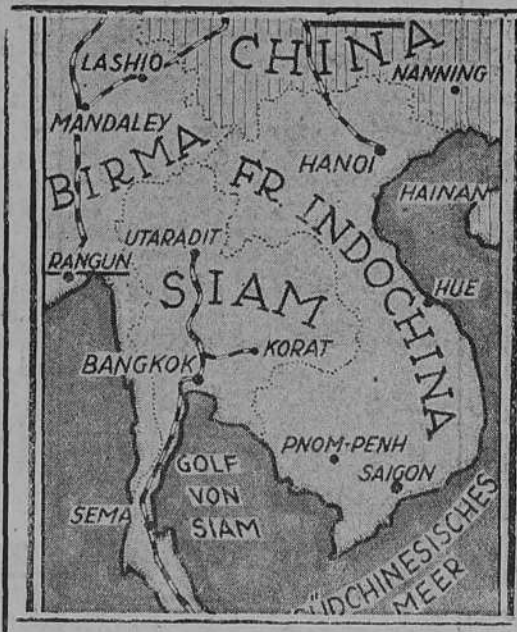 CHINA
LASHIO
NANNING
MANDALEY
HANOI
BIRMA
FR. INDOCHINA
HAINAN
UTARADIT
RANGUN
SIAM
HUE
KORAT
BANGKOK
PNOM-PENH
SAIGON
GOLF
VON
SIAM
SEMA
SÜDCHINESISCHES
MEER